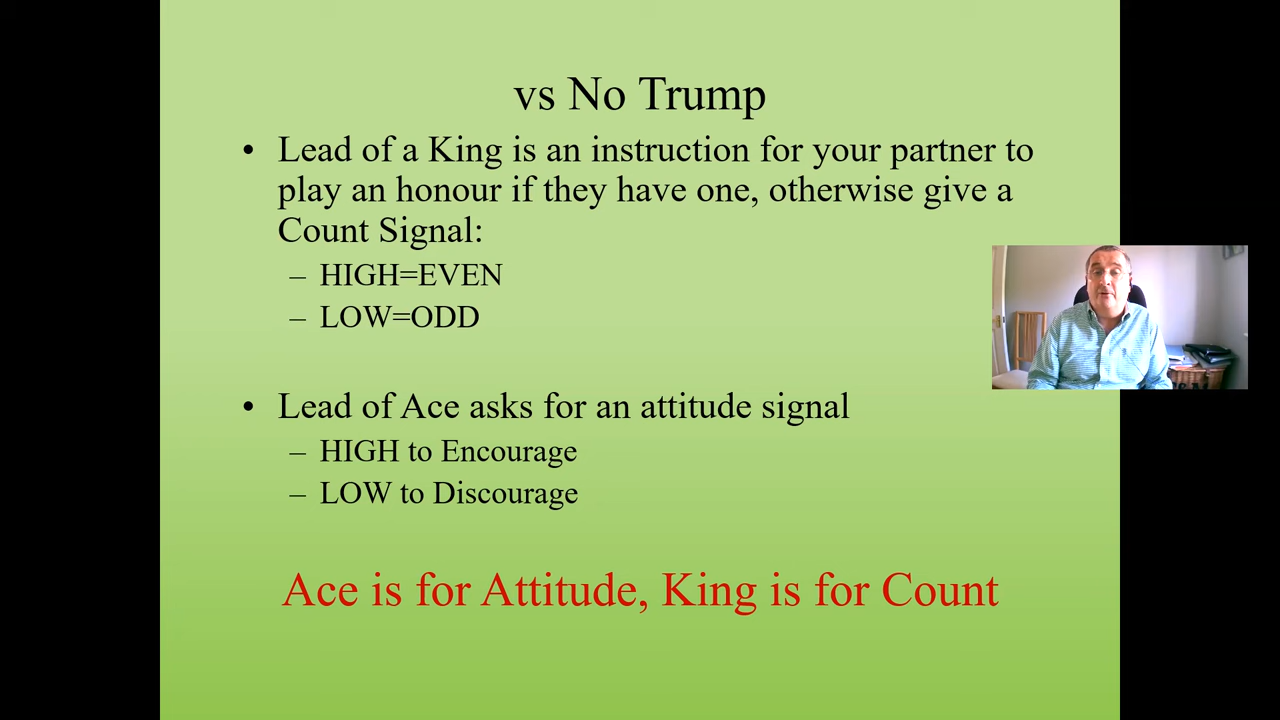 vs No Trump
• Lead of a King is an instruction for your partner to
play an honour if they have one, otherwise give a
Count Signal:
– HIGH=EVEN
– LOW=ODD
• Lead of Ace asks for an attitude signal
– HIGH to Encourage
– LOW to Discourage
Ace is for Attitude, King is for Count